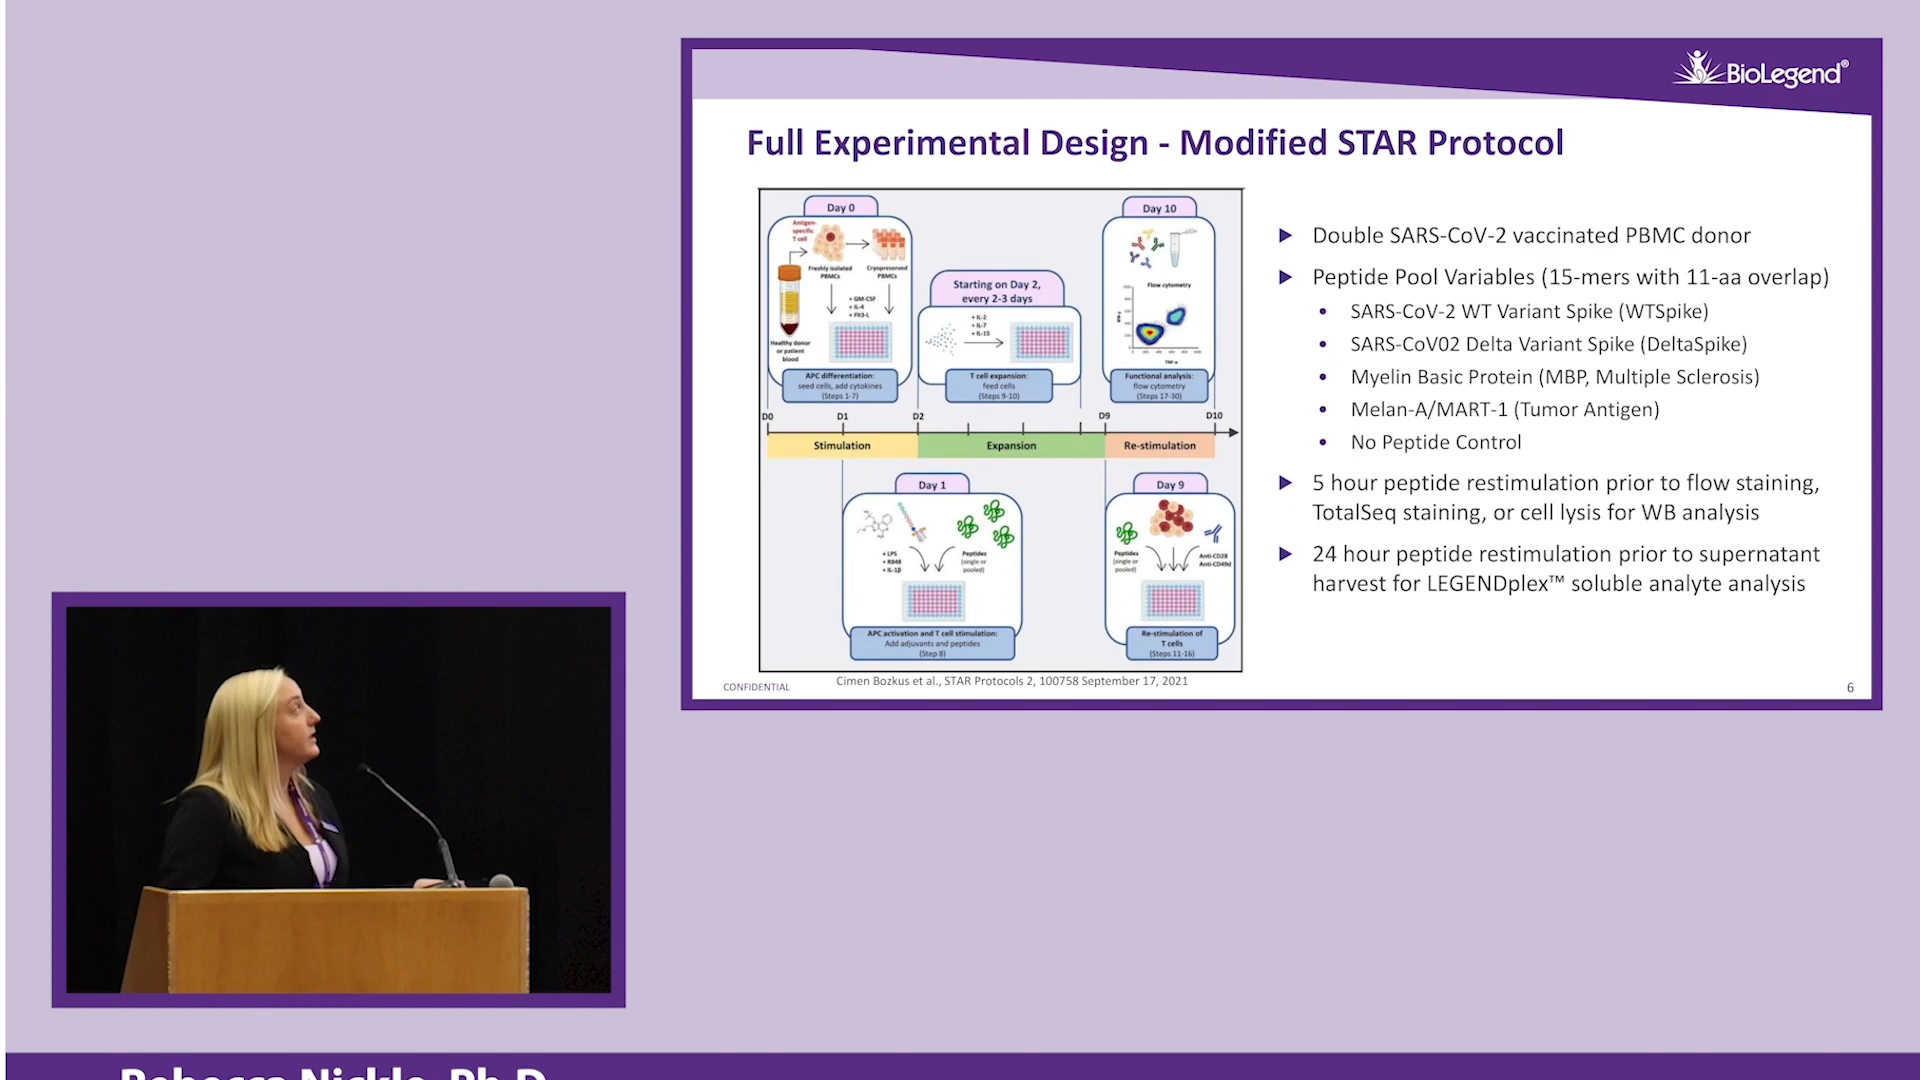 BioLegend®
Full Experimental Design - Modified STAR Protocol
Day 0
Antigen-
specific
T cell
Freshly isolated
PBMCs
Cryopreserved
PBMCs
+ GM-CSF
+ IL-4
+ Flt3-L
Healthy donor
or patient
blood
APC differentiation:
seed cells, add cytokines
(Steps 1-7)
Starting on Day 2,
every 2-3 days
+ IL-2
+ IL-7
+ IL-15
T cell expansion:
feed cells
(Steps 9-10)
Day 10
Flow cytometry
Functional analysis:
flow cytometry
(Steps 17-30)
D0
D1
D2
D9
D10
Stimulation
Expansion
Re-stimulation
Day 1
+ LPS
+ R848
+ IL-1β
Peptides
(single or
pooled)
APC activation and T cell stimulation:
Add adjuvants and peptides
(Step 8)
Day 9
Peptides
(single or
pooled)
Anti-CD28
Anti-CD49d
Re-stimulation of
T cells
(Steps 11-16)
Cimen Bozkus et al., STAR Protocols 2, 100758 September 17, 2021
Double SARS-CoV-2 vaccinated PBMC donor
Peptide Pool Variables (15-mers with 11-aa overlap)
SARS-CoV-2 WT Variant Spike (WTSpike)
SARS-CoV02 Delta Variant Spike (DeltaSpike)
Myelin Basic Protein (MBP, Multiple Sclerosis)
Melan-A/MART-1 (Tumor Antigen)
No Peptide Control
5 hour peptide restimulation prior to flow staining,
TotalSeq staining, or cell lysis for WB analysis
24 hour peptide restimulation prior to supernatant
harvest for LEGENDplex™ soluble analyte analysis
CONFIDENTIAL
6
Rebecca Nickle, Ph.D.